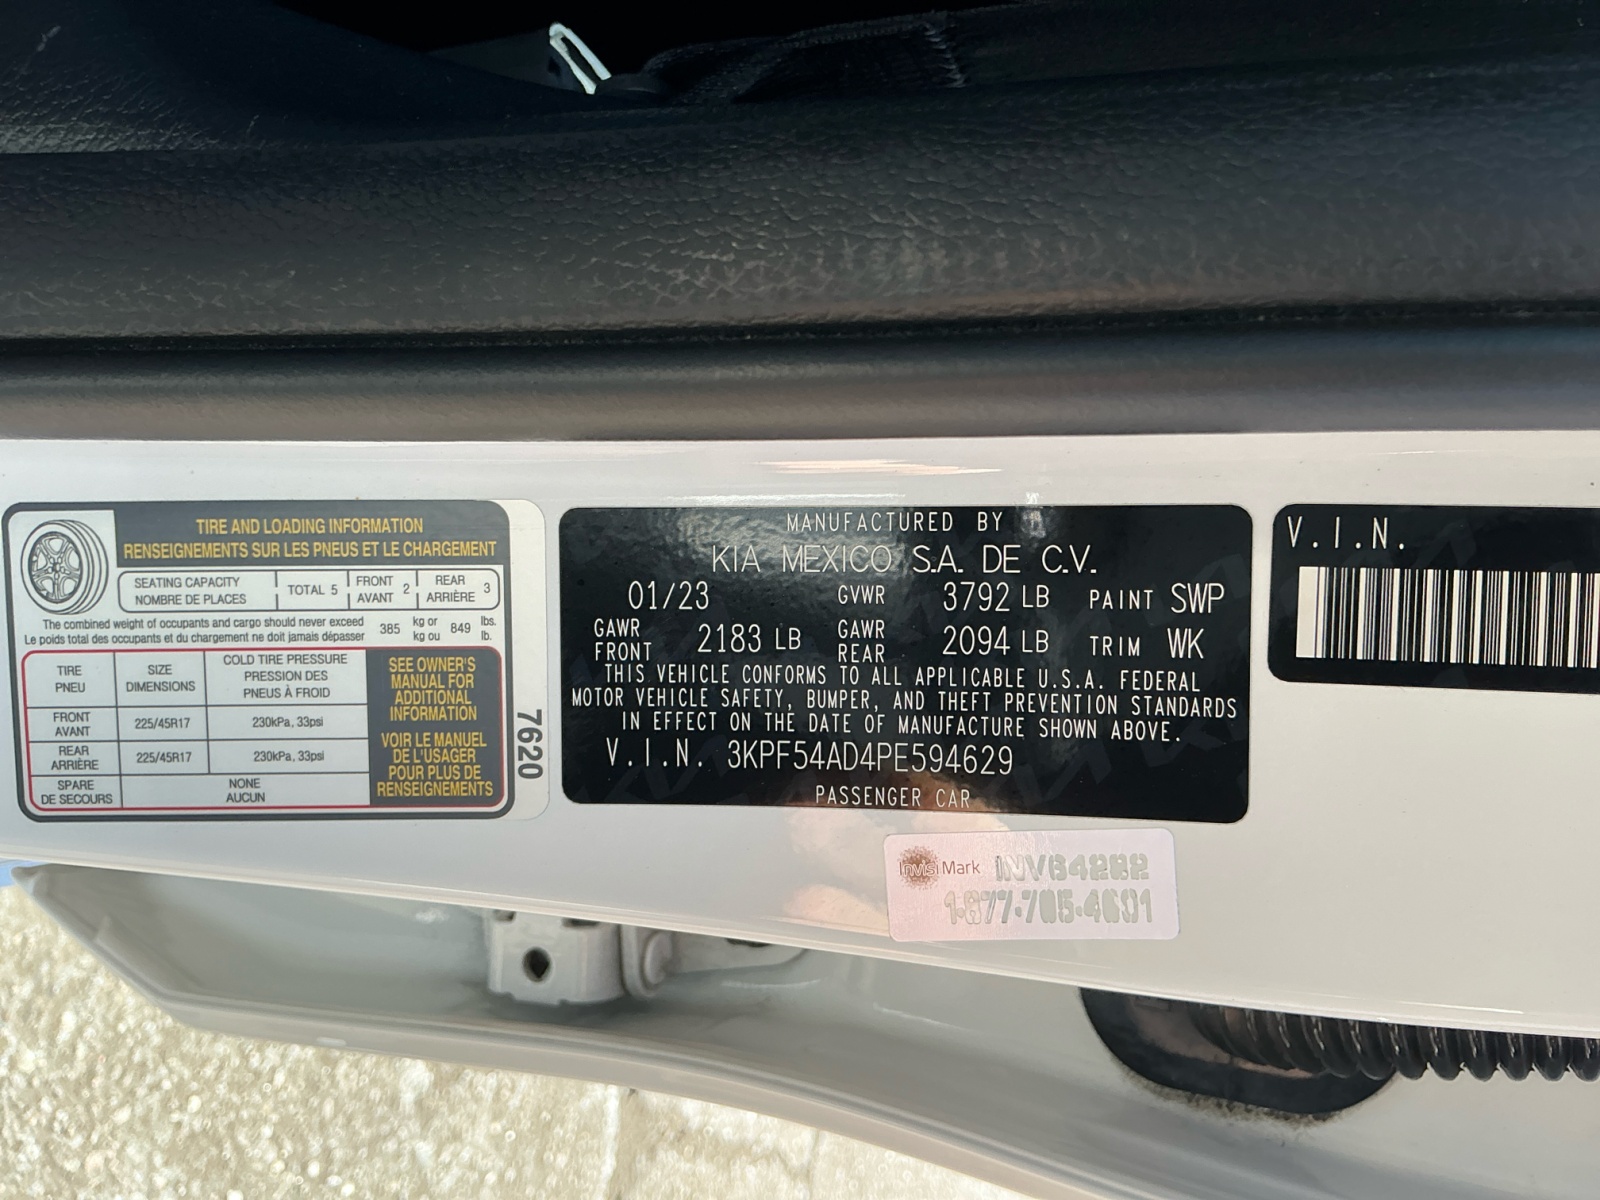 TIRE AND LOADING INFORMATION
RENSEIGNEMENTS SUR LES PNEUS ET LE CHARGEMENT
SEATING CAPACITY
NOMBRE DE PLACES
TOTAL 5
FRONT
AVANT 2
REAR
ARRIÈRE 3
The combined weight of occupants and cargo should never exceed
Le poids total des occupants et du chargement ne doit jamais dépasser
385 kg or
kg ou 849 lbs.
lb.
TIRE
PNEU
SIZE
DIMENSIONS
COLD TIRE PRESSURE
PRESSION DES
PNEUS À FROID
FRONT
AVANT
225/45R17
230kPa, 33psi
REAR
ARRIÈRE
225/45R17
230kPa, 33psi
SPARE
DE SECOURS
NONE
AUCUN
SEE OWNER'S
MANUAL FOR
ADDITIONAL
INFORMATION
VOIR LE MANUEL
DE L'USAGER
POUR PLUS DE
RENSEIGNEMENTS
7620
MANUFACTURED BY
KIA MEXICO S.A. DE C.V.
01/23 GVWR 3792 LB PAINT SWP
GAWR
FRONT 2183 LB GAWR
REAR 2094 LB TRIM WK
THIS VEHICLE CONFORMS TO ALL APPLICABLE U.S.A. FEDERAL
MOTOR VEHICLE SAFETY, BUMPER, AND THEFT PREVENTION STANDARDS
IN EFFECT ON THE DATE OF MANUFACTURE SHOWN ABOVE.
V.I.N. 3KPF54AD4PE594629
PASSENGER CAR
V.I.N.
InvisiMark INV64282
1-877-705-4691